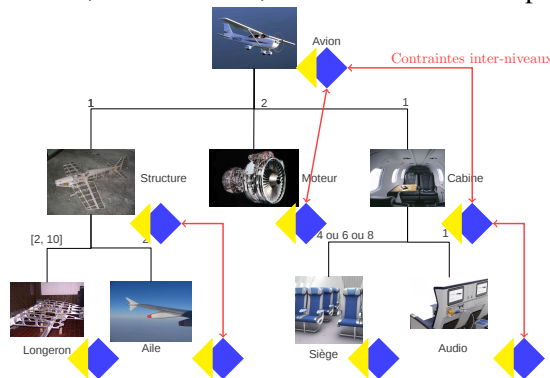 Avion
Contraintes inter-niveaux
1
2
1
Structure
Moteur
Cabine
[2, 10]
2
4 ou 6 ou 8
1
Longeron
Aile
Siège
Audio